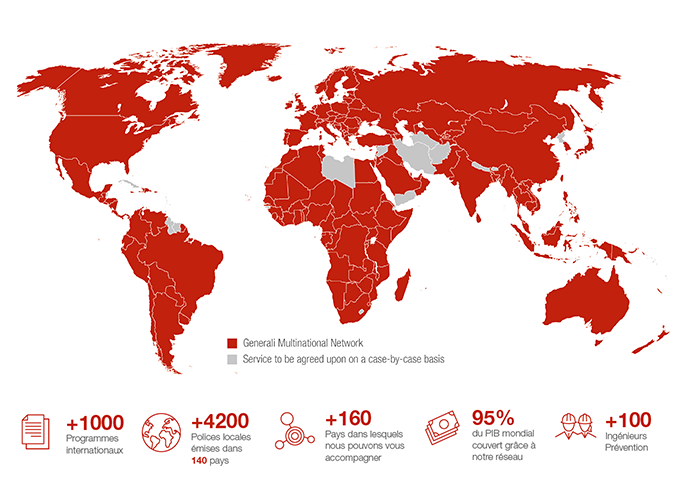 Generali Multinational Network
Service to be agreed upon on a case-by-case basis
+1000
Programmes
internationaux
+4200
Polices locales
émises dans
140 pays
+160
Pays dans lesquels
nous pouvons vous
accompagner
95%
du PIB mondial
couvert grâce à
notre réseau
+100
Ingénieurs
Prévention